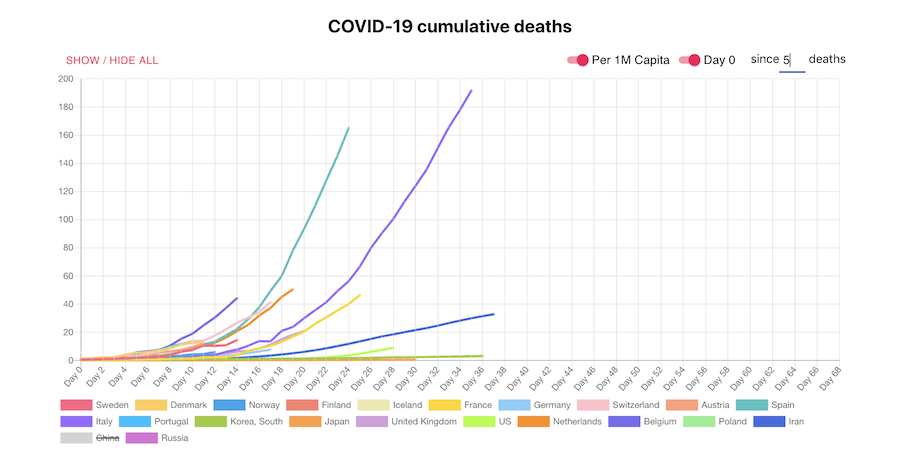 COVID-19 cumulative deaths
SHOW / HIDE ALL Per 1M Capita Day 0 since 5 deaths
200
180
160
140
120
100
80
60
40
20
0
Day 0 Day 2 Day 4 Day 6 Day 8 Day 10 Day 12 Day 14 Day 16 Day 18 Day 20 Day 22 Day 24 Day 26 Day 28 Day 30 Day 32 Day 34 Day 36 Day 38 Day 40 Day 42 Day 44 Day 46 Day 48 Day 50 Day 52 Day 54 Day 56 Day 58 Day 60 Day 62 Day 64 Day 66 Day 68
Sweden Denmark Norway Finland Iceland France Germany Switzerland Austria Spain
Italy Portugal Korea, South Japan United Kingdom US Netherlands Belgium Poland Iran
China Russia